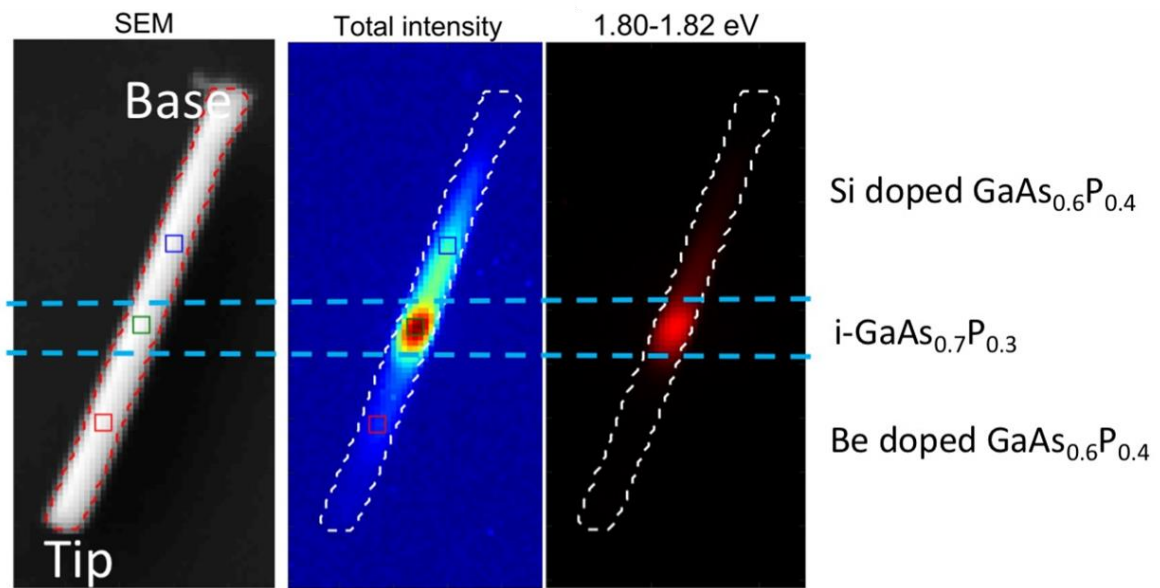 SEM
Total intensity
1.80-1.82 eV
Base
Si doped GaAs₀.₆P₀.₄
i-GaAs₀.₇P₀.₃
Be doped GaAs₀.₆P₀.₄
Tip